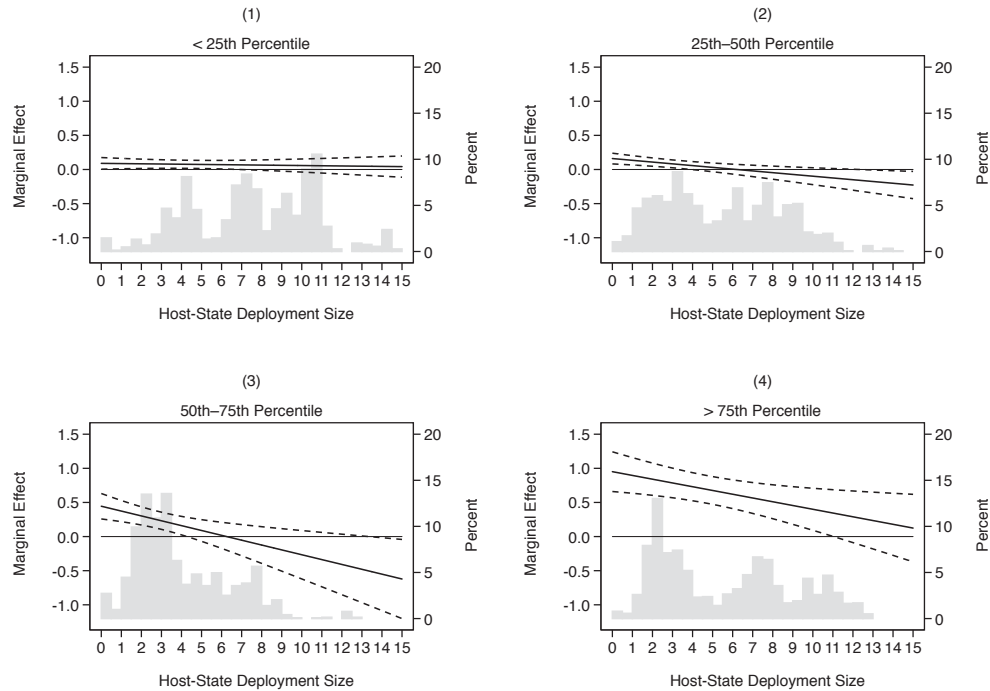 (1)
< 25th Percentile
1.5
1.0
0.5
0.0
-0.5
-1.0
Marginal Effect
20
15
10
5
0
Percent
0 1 2 3 4 5 6 7 8 9 10 11 12 13 14 15
Host-State Deployment Size
(2)
25th–50th Percentile
1.5
1.0
0.5
0.0
-0.5
-1.0
Marginal Effect
20
15
10
5
0
Percent
0 1 2 3 4 5 6 7 8 9 10 11 12 13 14 15
Host-State Deployment Size
(3)
50th–75th Percentile
1.5
1.0
0.5
0.0
-0.5
-1.0
Marginal Effect
20
15
10
5
0
Percent
0 1 2 3 4 5 6 7 8 9 10 11 12 13 14 15
Host-State Deployment Size
(4)
> 75th Percentile
1.5
1.0
0.5
0.0
-0.5
-1.0
Marginal Effect
20
15
10
5
0
Percent
0 1 2 3 4 5 6 7 8 9 10 11 12 13 14 15
Host-State Deployment Size